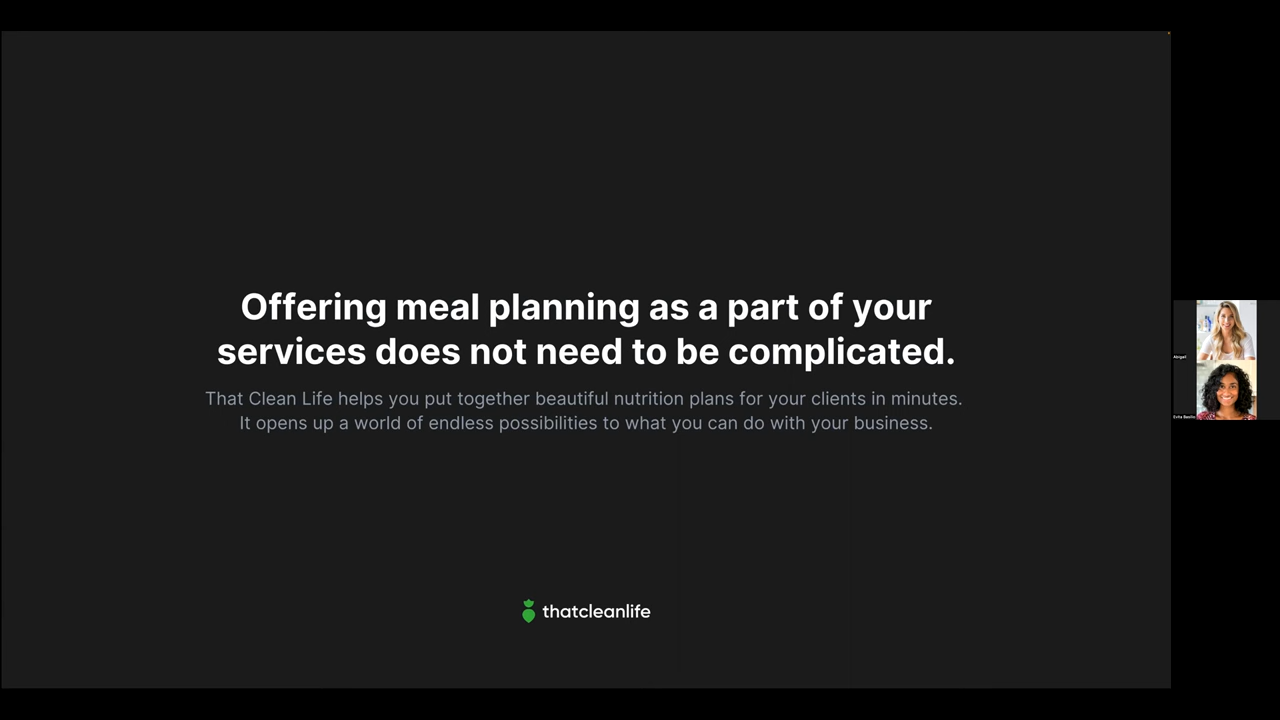 Offering meal planning as a part of your
services does not need to be complicated.
That Clean Life helps you put together beautiful nutrition plans for your clients in minutes.
It opens up a world of endless possibilities to what you can do with your business.
thatcleanlife
Abigail